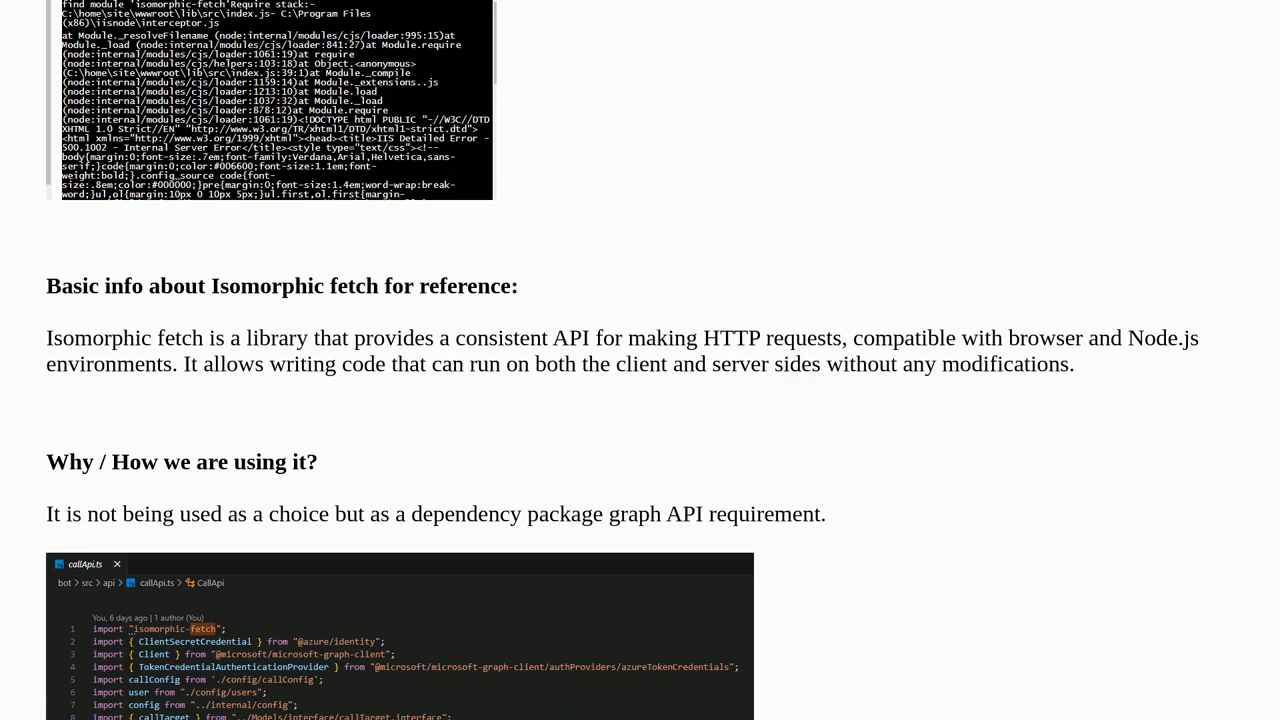 find module 'isomorphic-fetch'Require stack:-
C:\home\site\wwwroot\lib\src\index.js- C:\Program Files
(x86)\iisnode\interceptor.js
at Module._resolveFilename (node:internal/modules/cjs/loader:995:15)at
Module._load (node:internal/modules/cjs/loader:841:27)at Module.require
(node:internal/modules/cjs/loader:1061:19)at require
(node:internal/modules/cjs/helpers:103:18)at Object.<anonymous>
(C:\home\site\wwwroot\lib\src\index.js:39:1)at Module._compile
(node:internal/modules/cjs/loader:1159:14)at Module._extensions..js
(node:internal/modules/cjs/loader:1213:10)at Module.load
(node:internal/modules/cjs/loader:1037:32)at Module._load
(node:internal/modules/cjs/loader:878:12)at Module.require
(node:internal/modules/cjs/loader:1061:19)<!DOCTYPE html PUBLIC "-//W3C//DTD
XHTML 1.0 Strict//EN" "http://www.w3.org/TR/xhtml1/DTD/xhtml1-strict.dtd">
<html xmlns="http://www.w3.org/1999/xhtml"><head><title>IIS Detailed Error -
500.1002 - Internal Server Error</title><style type="text/css"><!--
body{margin:0;font-size:.7em;font-family:Verdana,Arial,Helvetica,sans-
serif;}code{margin:0;color:#006600;font-size:1.1em;font-
weight:bold;}.config_source code{font-
size:.8em;color:#000000;}pre{margin:0;font-size:1.4em;word-wrap:break-
word;}ul,ol{margin:10px 0 10px 5px;}ul.first,ol.first{margin-
Basic info about Isomorphic fetch for reference:
Isomorphic fetch is a library that provides a consistent API for making HTTP requests, compatible with browser and Node.js
environments. It allows writing code that can run on both the client and server sides without any modifications.
Why / How we are using it?
It is not being used as a choice but as a dependency package graph API requirement.
callApi.ts ×
bot > src > api > callApi.ts > CallApi
You, 6 days ago | 1 author (You)
1 import "isomorphic-fetch";
2 import { ClientSecretCredential } from "@azure/identity";
3 import { Client } from "@microsoft/microsoft-graph-client";
4 import { TokenCredentialAuthenticationProvider } from "@microsoft/microsoft-graph-client/authProviders/azureTokenCredentials";
5 import callConfig from './config/callConfig';
6 import user from "./config/users";
7 import config from "../internal/config";
8 import { callTarget } from "../Models/interface/callTarget.interface";